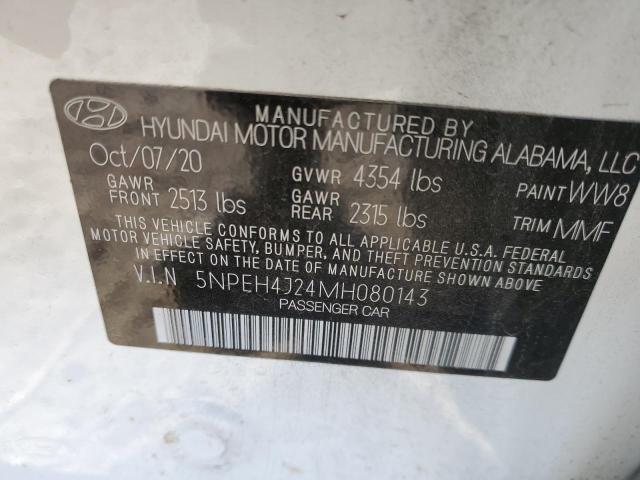 MANUFACTURED BY
HYUNDAI MOTOR MANUFACTURING ALABAMA, LLC
Oct/07/20 GVWR 4354 lbs PAINT WW8
GAWR FRONT 2513 lbs GAWR REAR 2315 lbs TRIM MMF
THIS VEHICLE CONFORMS TO ALL APPLICABLE U.S.A. FEDERAL
MOTOR VEHICLE SAFETY, BUMPER, AND THEFT PREVENTION STANDARDS
IN EFFECT ON THE DATE OF MANUFACTURE SHOWN ABOVE.
V.I.N 5NPEH4J24MH080143
PASSENGER CAR